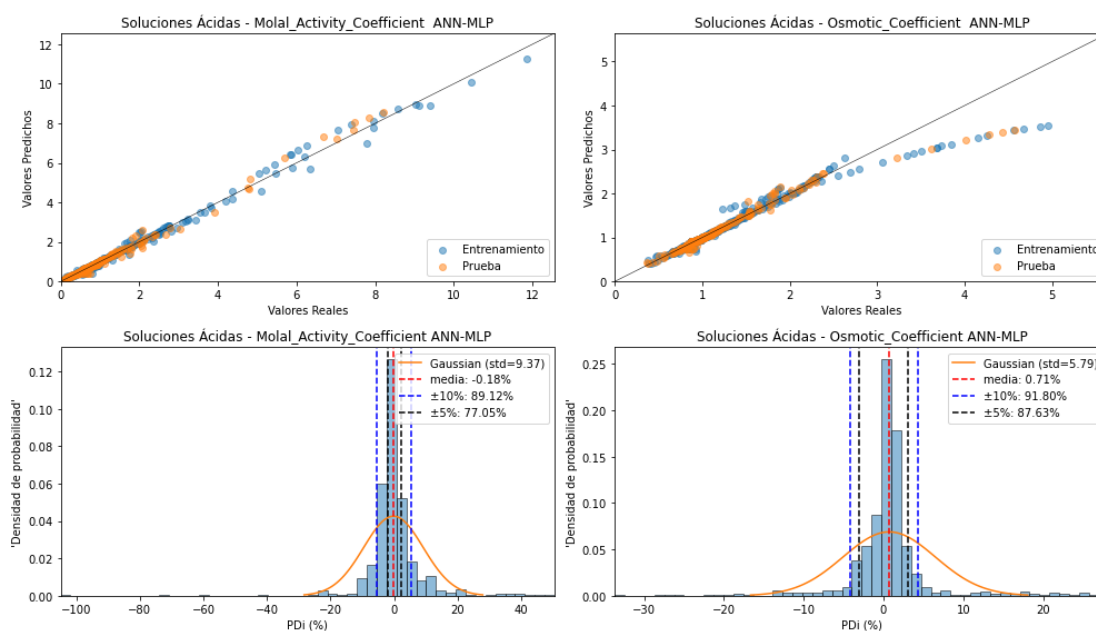 Soluciones Ácidas - Molal_Activity_Coefficient  ANN-MLP
Valores Predichos
12
10
8
6
4
2
0
Entrenamiento
Prueba
0 2 4 6 8 10 12
Valores Reales
Soluciones Ácidas - Osmotic_Coefficient  ANN-MLP
Valores Predichos
5
4
3
2
1
0
Entrenamiento
Prueba
0 1 2 3 4 5
Valores Reales
Soluciones Ácidas - Molal_Activity_Coefficient ANN-MLP
'Densidad de probabilidad'
0.12
0.10
0.08
0.06
0.04
0.02
0.00
Gaussian (std=9.37)
media: -0.18%
±10%: 89.12%
±5%: 77.05%
−100 −80 −60 −40 −20 0 20 40
PDi (%)
Soluciones Ácidas - Osmotic_Coefficient ANN-MLP
'Densidad de probabilidad'
0.25
0.20
0.15
0.10
0.05
0.00
Gaussian (std=5.79)
media: 0.71%
±10%: 91.80%
±5%: 87.63%
−30 −20 −10 0 10 20
PDi (%)